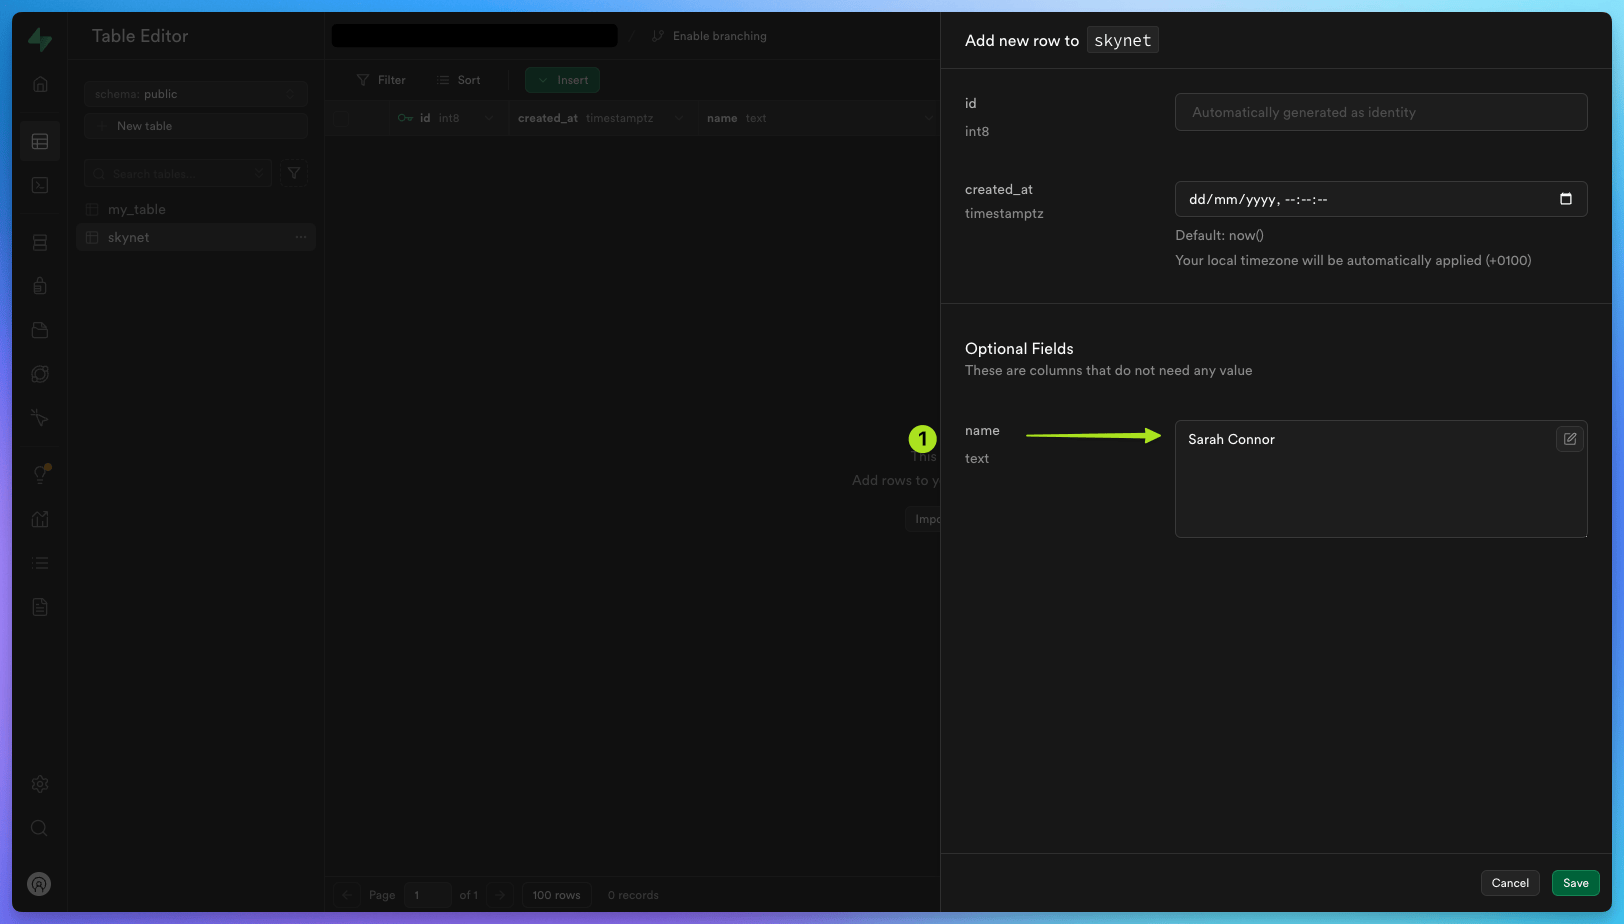 Table Editor
schema: public
New table
Search tables...
my_table
skynet
Enable branching
Filter
Sort
Insert
id int8
created_at timestamptz
name text
This
Add rows to y
Impo
Page 1 of 1
100 rows
0 records
Add new row to skynet
id
int8
Automatically generated as identity
created_at
timestamptz
dd/mm/yyyy, --:--:--
Default: now()
Your local timezone will be automatically applied (+0100)
Optional Fields
These are columns that do not need any value
1
name
text
Sarah Connor
Cancel
Save